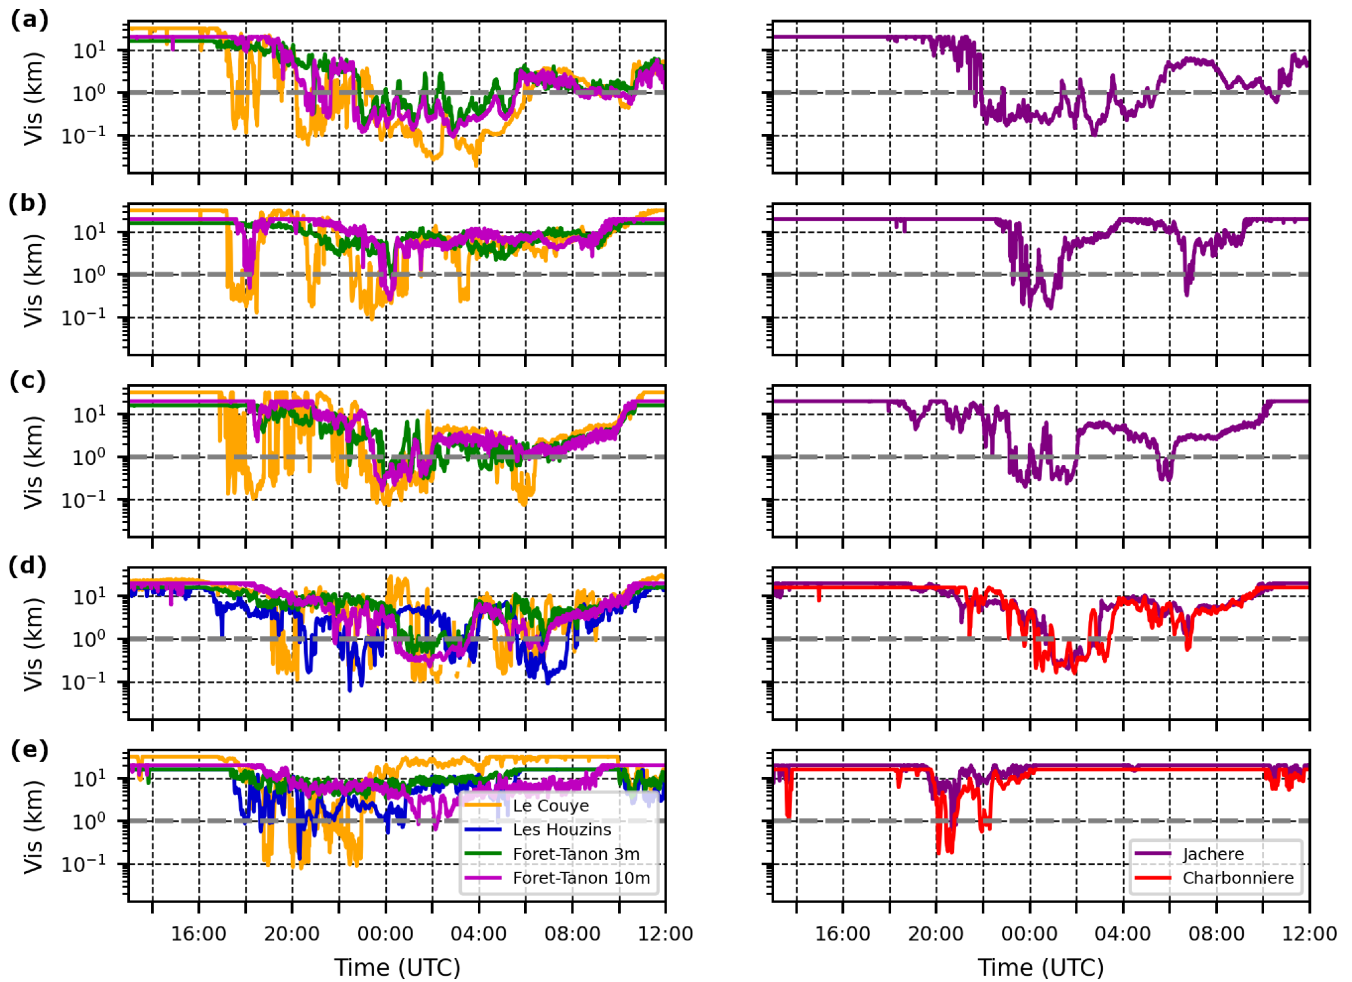 (a)
Vis (km)
10¹
10⁰
10⁻¹
(b)
Vis (km)
10¹
10⁰
10⁻¹
(c)
Vis (km)
10¹
10⁰
10⁻¹
(d)
Vis (km)
10¹
10⁰
10⁻¹
(e)
Vis (km)
10¹
10⁰
10⁻¹
Le Couye
Les Houzins
Foret-Tanon 3m
Foret-Tanon 10m
Jachere
Charbonniere
16:00 20:00 00:00 04:00 08:00 12:00
16:00 20:00 00:00 04:00 08:00 12:00
Time (UTC)
Time (UTC)